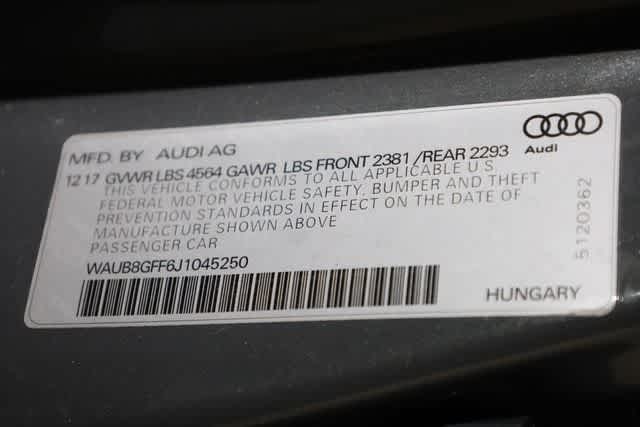 MFD. BY AUDI AG
Audi
12 17 GVWR LBS 4564 GAWR LBS FRONT 2381 /REAR 2293
THIS VEHICLE CONFORMS TO ALL APPLICABLE U S
FEDERAL MOTOR VEHICLE SAFETY, BUMPER AND THEFT
PREVENTION STANDARDS IN EFFECT ON THE DATE OF
MANUFACTURE SHOWN ABOVE
PASSENGER CAR
WAUB8GFF6J1045250
HUNGARY
5120362